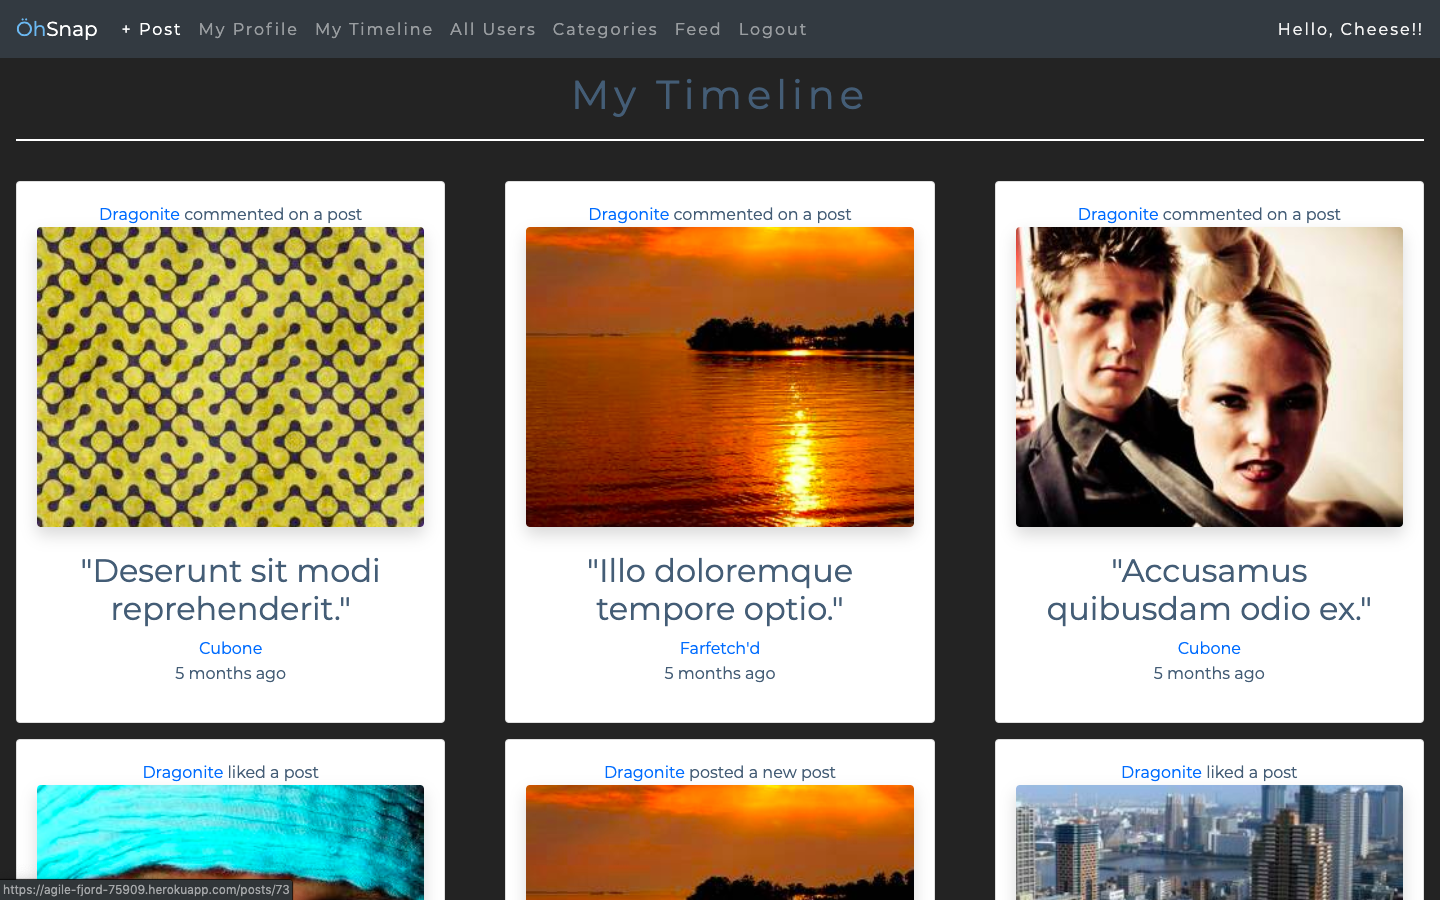 ÖhSnap + Post My Profile My Timeline All Users Categories Feed Logout Hello, Cheese!!
My Timeline
Dragonite commented on a post
"Deserunt sit modi
reprehenderit."
Cubone
5 months ago
Dragonite commented on a post
"Illo doloremque
tempore optio."
Farfetch'd
5 months ago
Dragonite commented on a post
"Accusamus
quibusdam odio ex."
Cubone
5 months ago
Dragonite liked a post
Dragonite posted a new post
Dragonite liked a post
https://agile-fjord-75909.herokuapp.com/posts/73